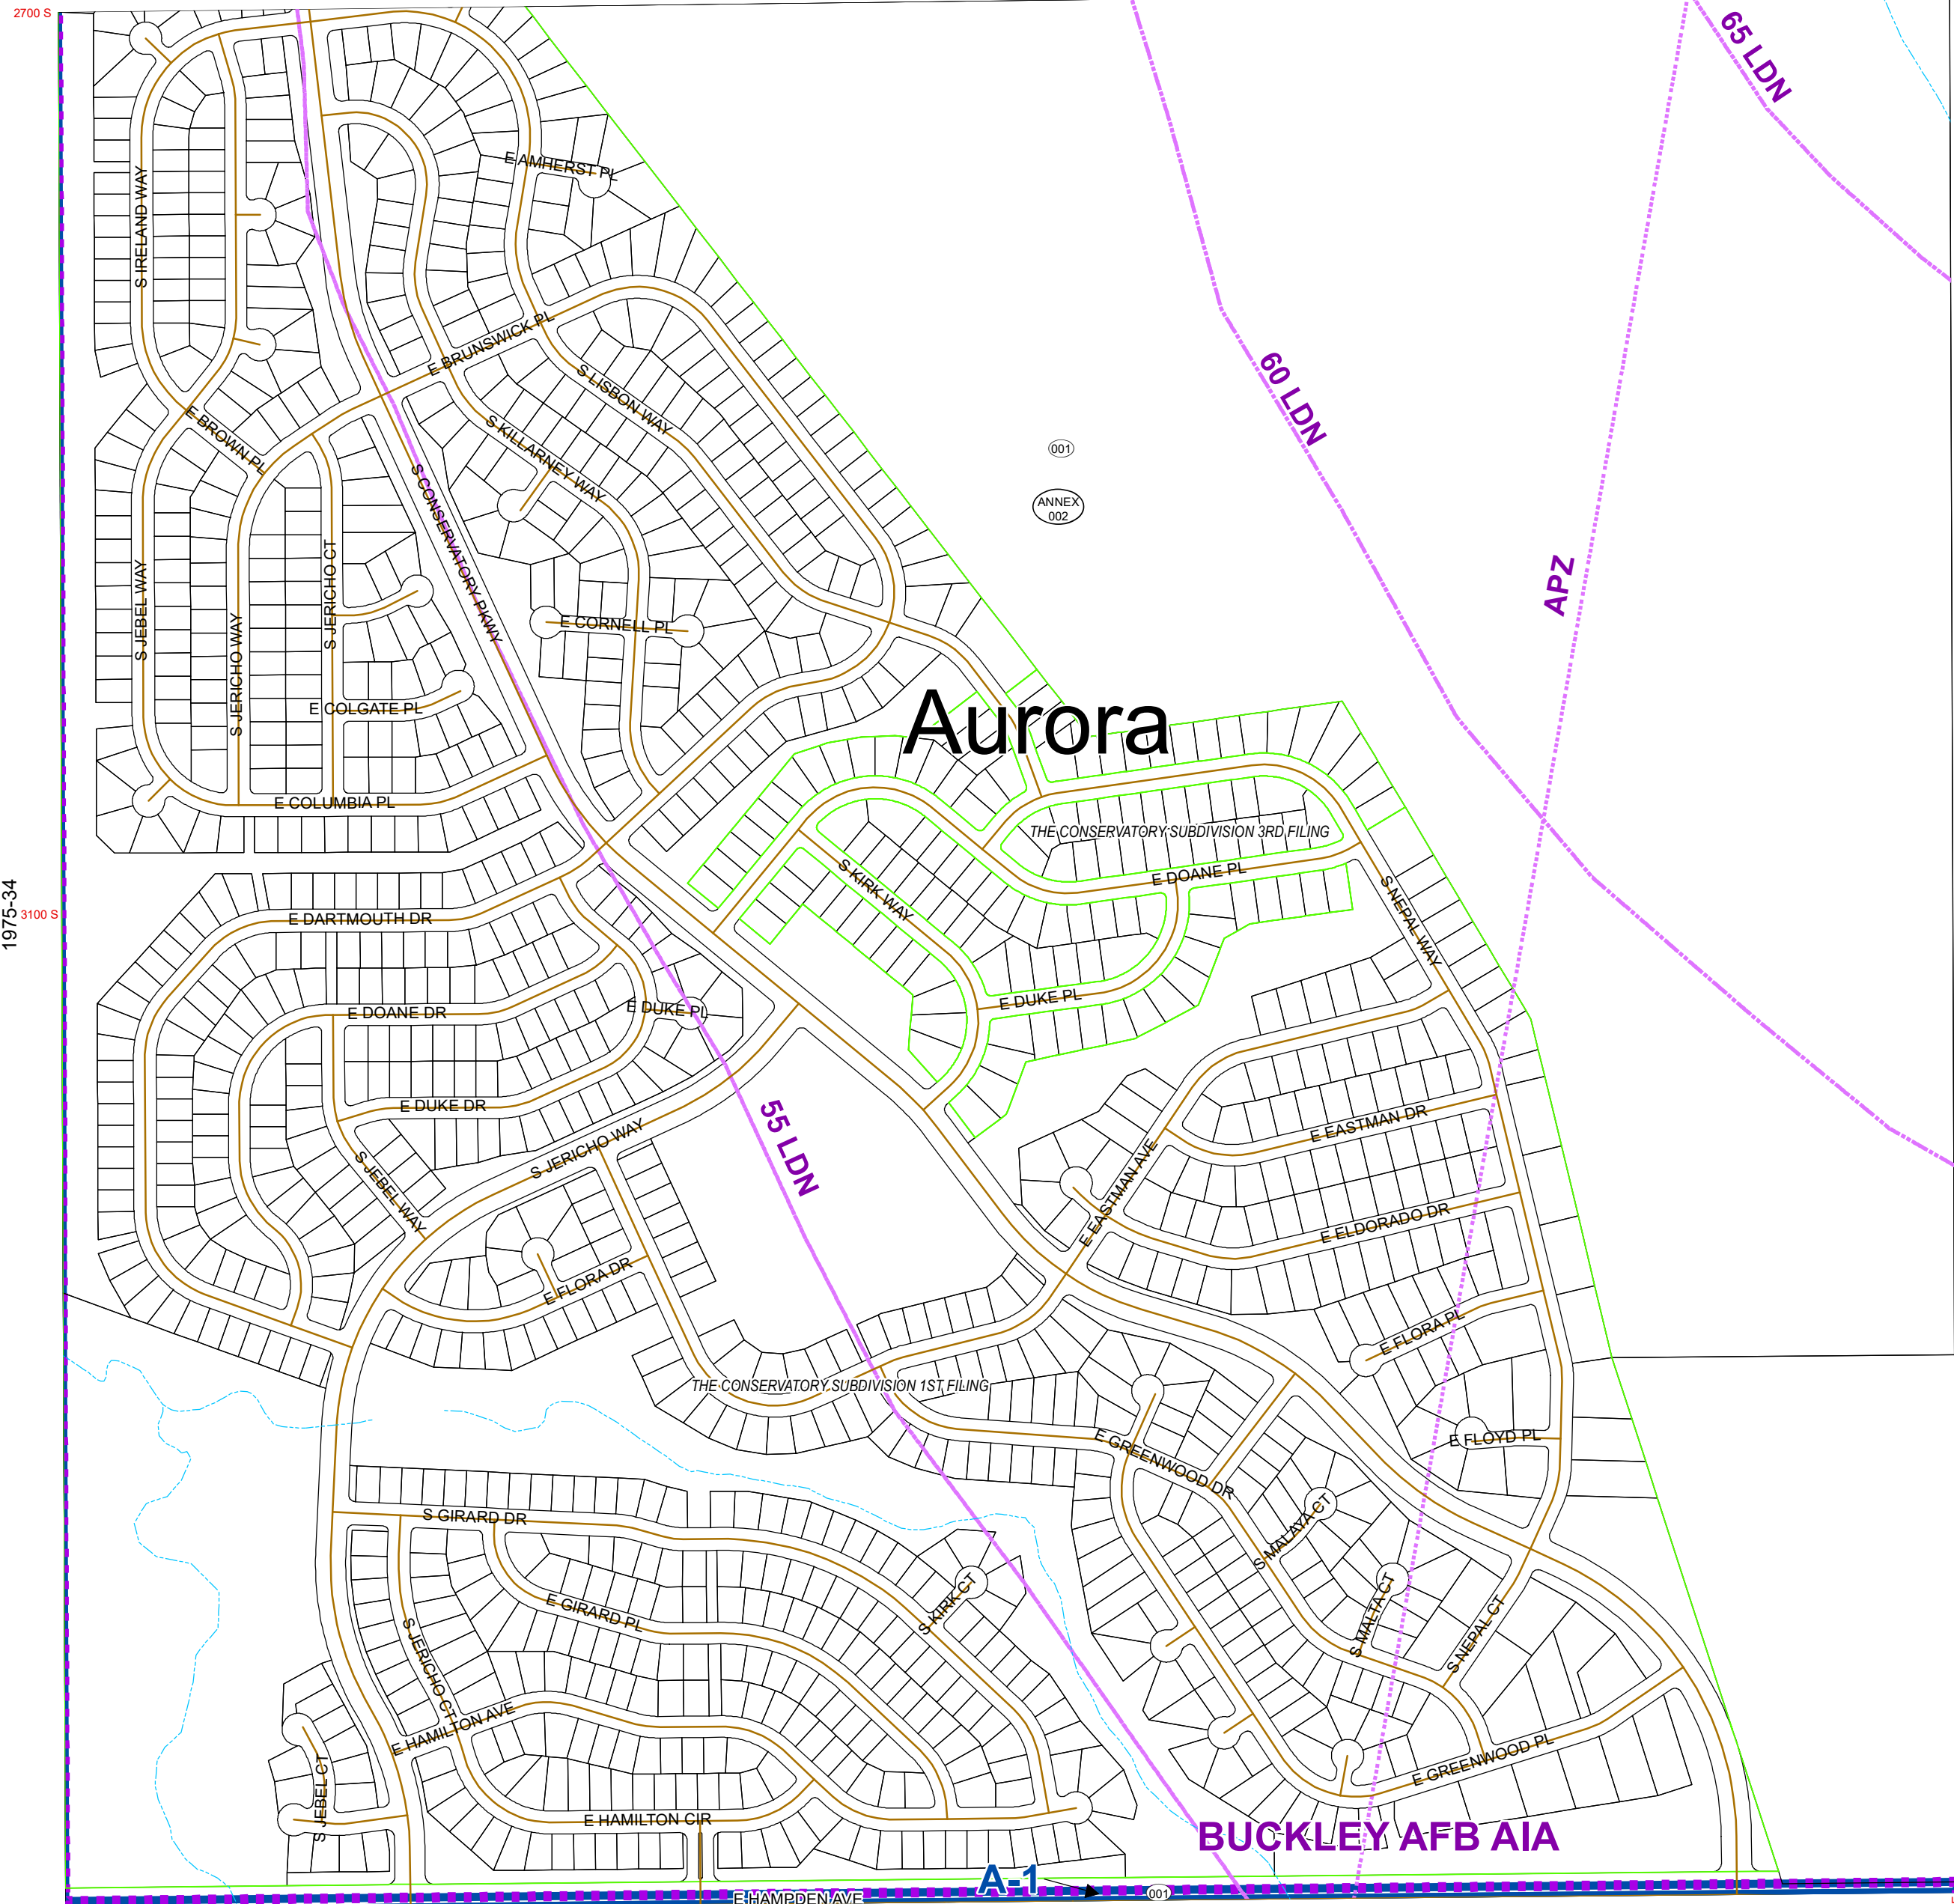 2700 S
65 LDN
E AMHERST PL
S IRELAND WAY
E BRUNSWICK PL
60 LDN
S LISBON WAY
E BROWN PL
S KILLARNEY WAY
001
ANNEX
002
S CONSERVATORY PKWY
APZ
S JERICHO CT
S JEBEL WAY
E CORNELL PL
S JERICHO WAY
E COLGATE PL
Aurora
E COLUMBIA PL
THE CONSERVATORY SUBDIVISION 3RD FILING
E DOANE PL
S KIRK WAY
1975-34
3100 S
E DARTMOUTH DR
S NEPAL WAY
E DUKE PL
E DOANE DR
E DUKE PL
E DUKE DR
55 LDN
E EASTMAN DR
S JERICHO WAY
S JEBEL WAY
E EASTMAN AVE
E ELDORADO DR
E FLORA DR
E FLORA PL
THE CONSERVATORY SUBDIVISION 1ST FILING
E FLOYD PL
E GREENWOOD DR
S GIRARD DR
S MALAYA CT
S KIRK CT
E GIRARD PL
S MALTA CT
S NEPAL CT
S JERICHO CT
E HAMILTON AVE
E GREENWOOD PL
S JEBEL CT
E HAMILTON CIR
BUCKLEY AFB AIA
A-1
001
E HAMPDEN AVE